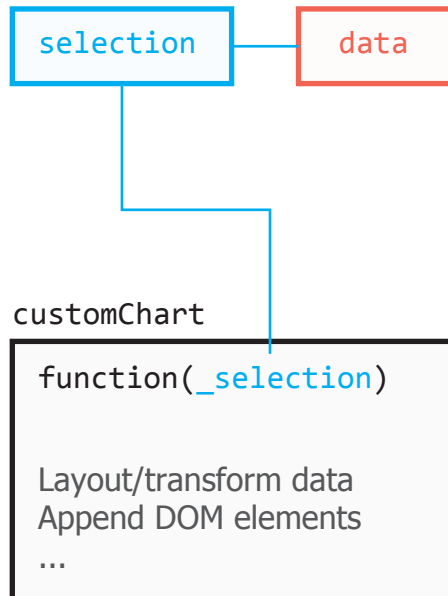 selection data
customChart
function(_selection)
Layout/transform data
Append DOM elements
...